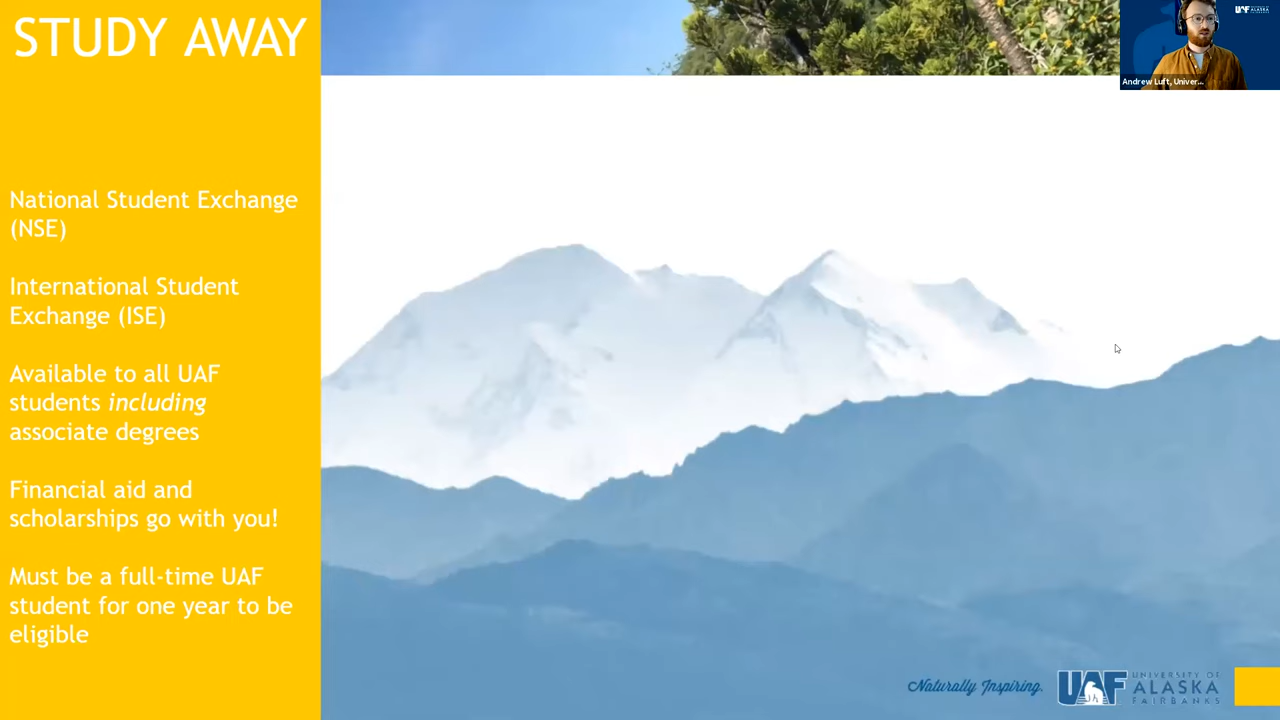 STUDY AWAY
National Student Exchange
(NSE)
International Student
Exchange (ISE)
Available to all UAF
students including
associate degrees
Financial aid and
scholarships go with you!
Must be a full-time UAF
student for one year to be
eligible
UAF
Andrew Luft, Univer...
Naturally Inspiring.
UAF
UNIVERSITY OF
ALASKA
FAIRBANKS